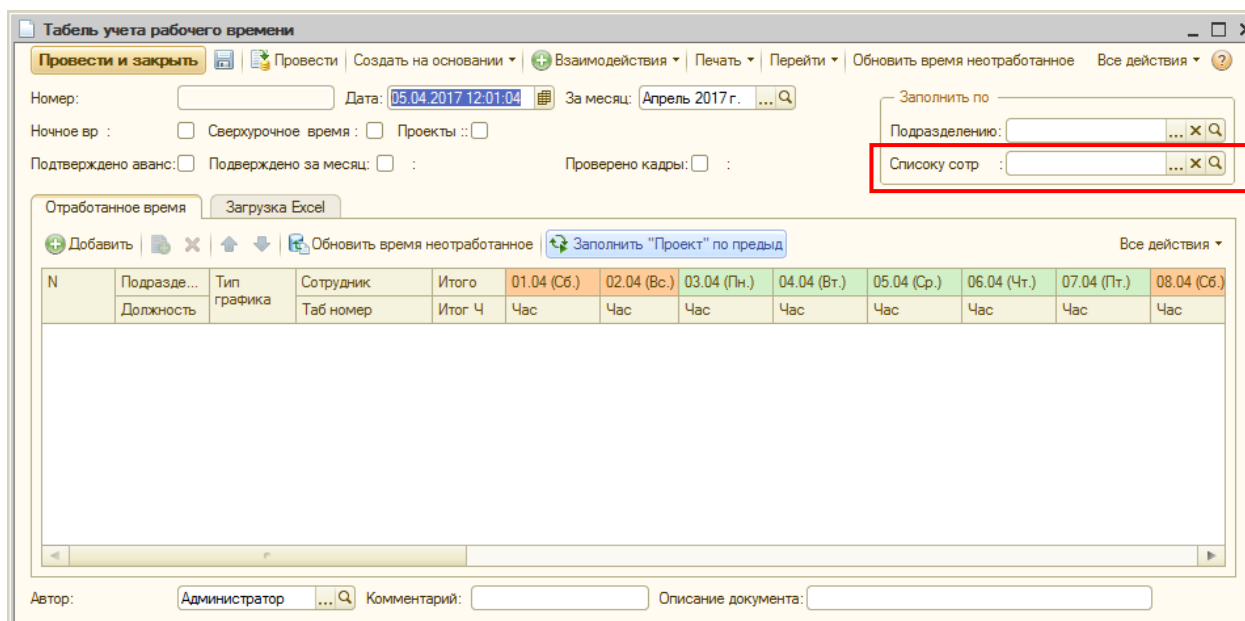 Табель учета рабочего времени
Провести и закрыть Провести Создать на основании Взаимодействия Печать Перейти Обновить время неотработанное Все действия ?
Номер: Дата: 05.04.2017 12:01:04 За месяц: Апрель 2017 г. ... Заполнить по
Ночное вр : Сверхурочное время : Проекты :: Подразделению: ...
Подтверждено аванс: Подверждено за месяц: : Проверено кадры: : Списоку сотр : ...
Отработанное время Загрузка Excel
Добавить Обновить время неотработанное Заполнить "Проект" по предыд Все действия
N Подразде... Тип графика Сотрудник Итого 01.04 (Сб.) 02.04 (Вс.) 03.04 (Пн.) 04.04 (Вт.) 05.04 (Ср.) 06.04 (Чт.) 07.04 (Пт.) 08.04 (Сб.)
Должность Таб номер Итог Ч Час Час Час Час Час Час Час Час
Автор: Администратор ... Комментарий: Описание документа: